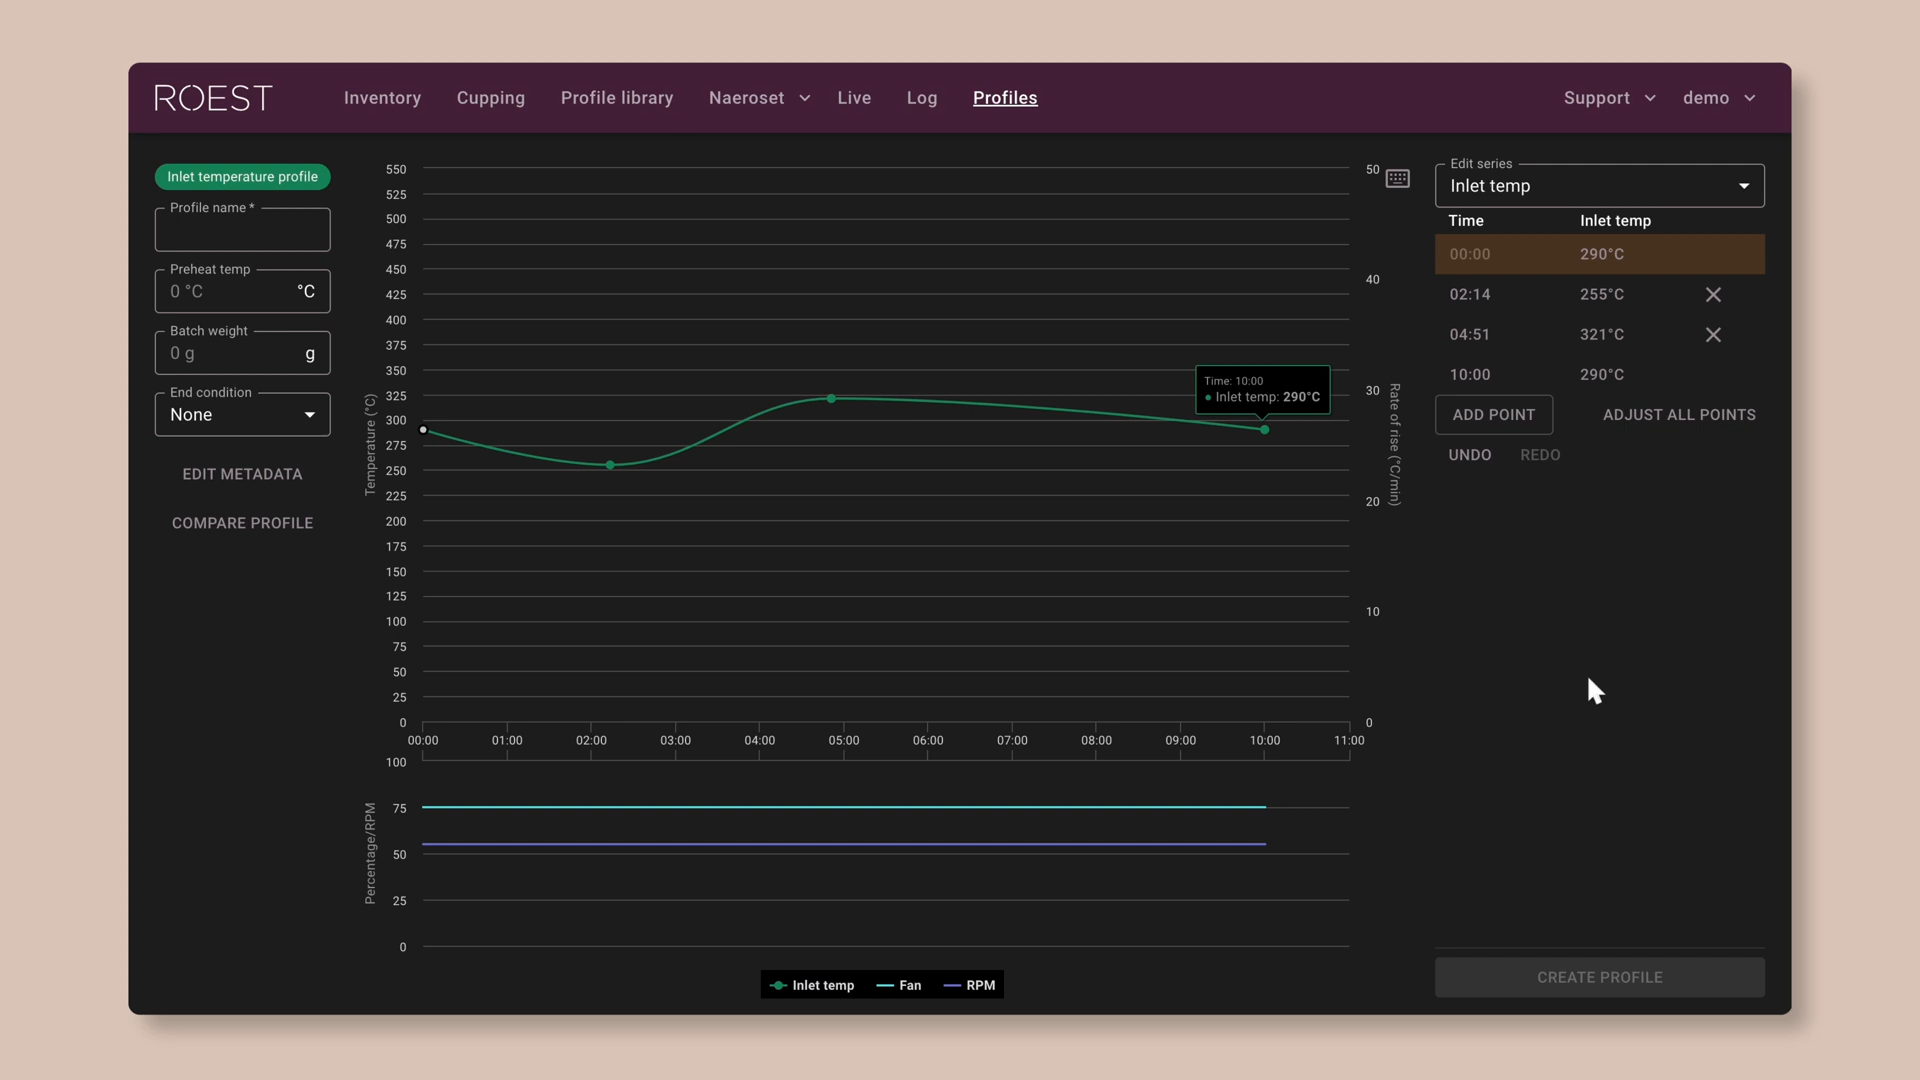 ROEST
Inventory Cupping Profile library Naeroset Live Log Profiles
Support demo
Inlet temperature profile
Profile name *
Preheat temp
0 °C °C
Batch weight
0 g g
End condition
None
EDIT METADATA
COMPARE PROFILE
Temperature (°C)
550
525
500
475
450
425
400
375
350
325
300
275
250
225
200
175
150
125
100
75
50
25
0
50
40
30
20
10
0
Rate of rise (°C/min)
Time: 10:00
Inlet temp: 290°C
00:00 01:00 02:00 03:00 04:00 05:00 06:00 07:00 08:00 09:00 10:00 11:00
Percentage/RPM
100
75
50
25
0
Inlet temp Fan RPM
Edit series
Inlet temp
Time Inlet temp
00:00 290°C
02:14 255°C
04:51 321°C
10:00 290°C
ADD POINT ADJUST ALL POINTS
UNDO REDO
CREATE PROFILE